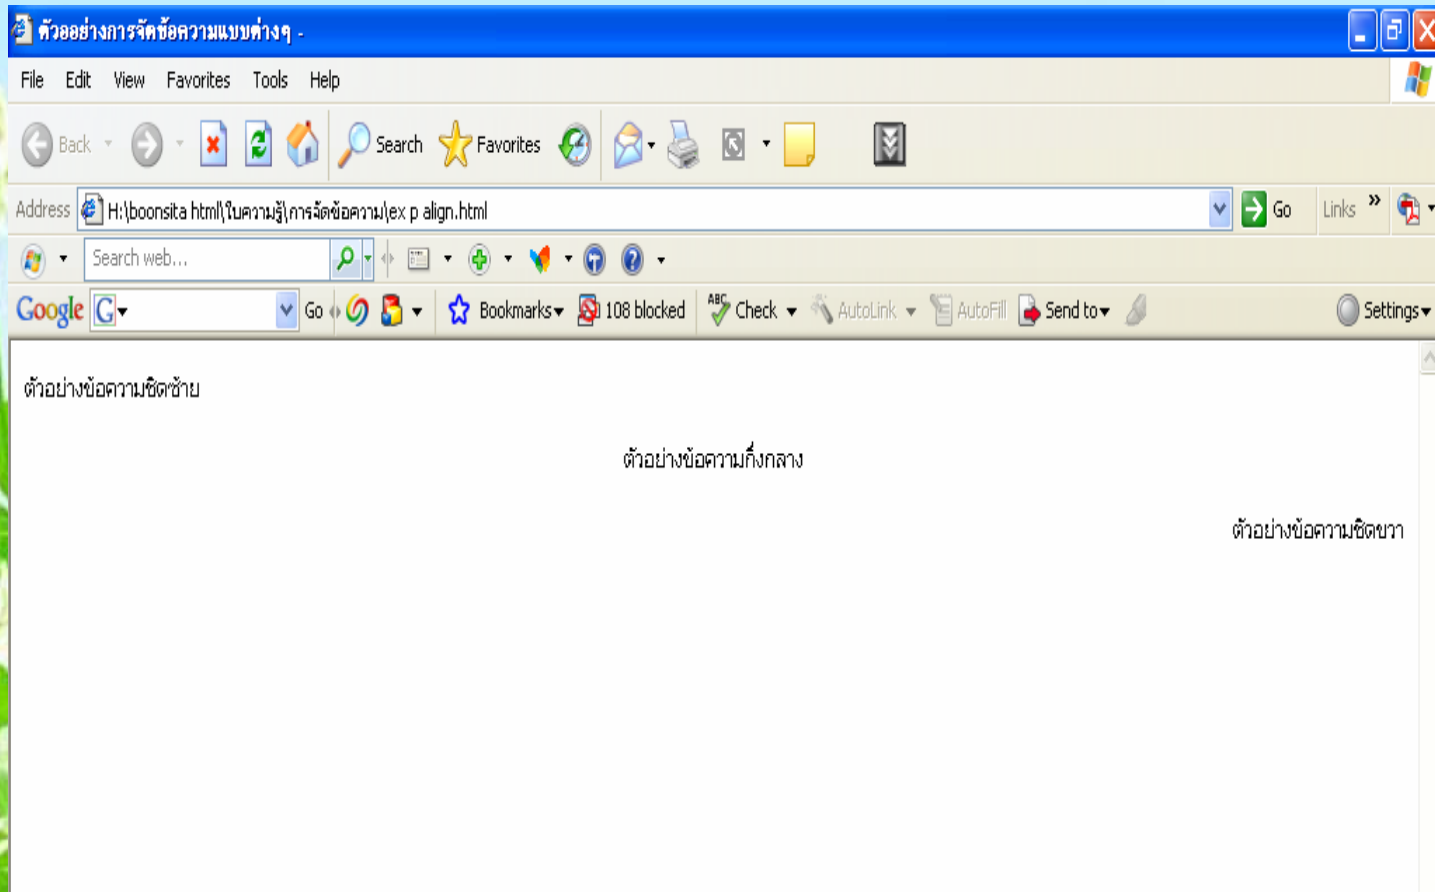 ตัวออย่างการจัดข้อความแบบต่างๆ -
File Edit View Favorites Tools Help
Back Search Favorites
Address H:\boonsita html\ใบความรู้\การจัดข้อความ\ex p align.html Go Links »
Search web...
Google G Go Bookmarks 108 blocked ABC Check AutoLink AutoFill Send to Settings
ตัวอย่างข้อความชิดซ้าย
ตัวอย่างข้อความกึ่งกลาง
ตัวอย่างข้อความชิดขวา